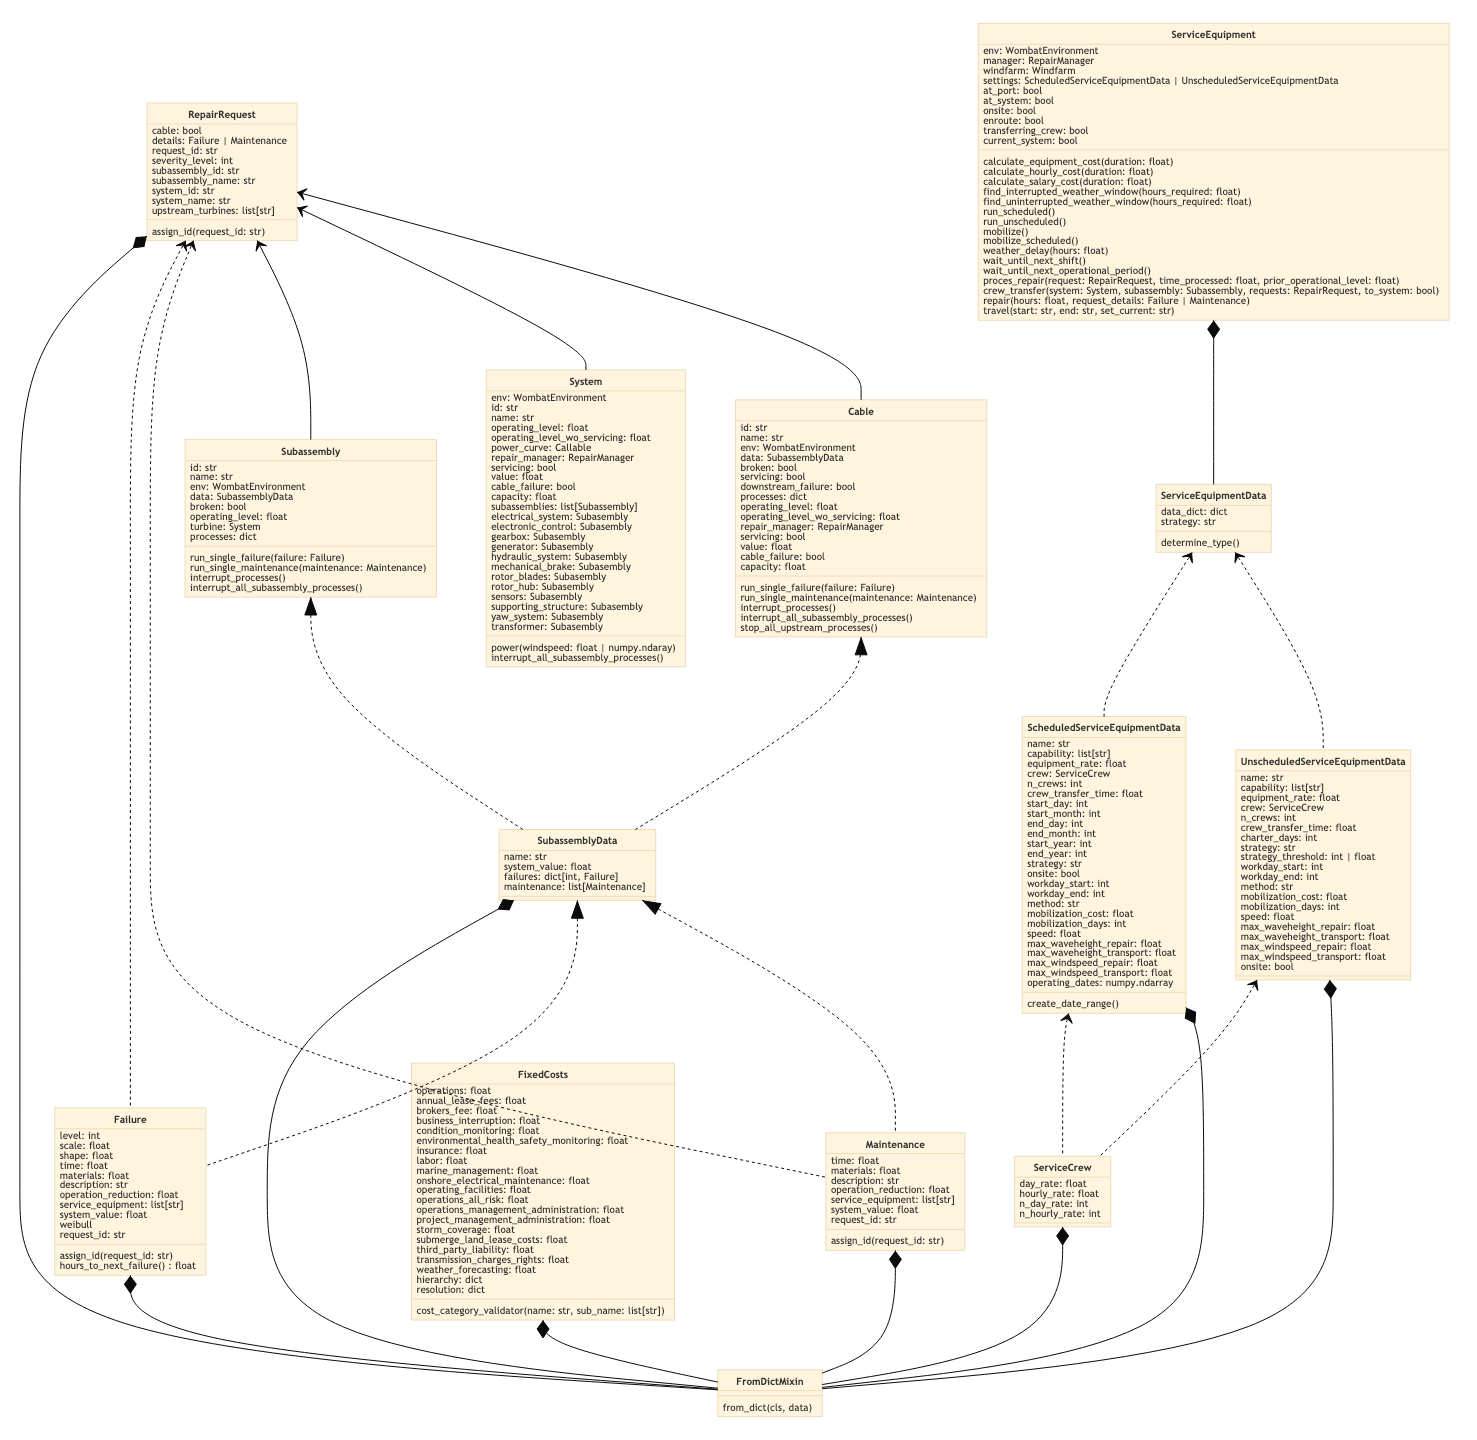 ServiceEquipment
env: WombatEnvironment
manager: RepairManager
windfarm: Windfarm
settings: ScheduledServiceEquipmentData | UnscheduledServiceEquipmentData
at_port: bool
at_system: bool
onsite: bool
enroute: bool
transferring_crew: bool
current_system: bool
calculate_equipment_cost(duration: float)
calculate_hourly_cost(duration: float)
calculate_salary_cost(duration: float)
find_interrupted_weather_window(hours_required: float)
find_uninterrupted_weather_window(hours_required: float)
run_scheduled()
run_unscheduled()
mobilize()
mobilize_scheduled()
weather_delay(hours: float)
wait_until_next_shift()
wait_until_next_operational_period()
proces_repair(request: RepairRequest, time_processed: float, prior_operational_level: float)
crew_transfer(system: System, subassembly: Subassembly, requests: RepairRequest, to_system: bool)
repair(hours: float, request_details: Failure | Maintenance)
travel(start: str, end: str, set_current: str)
RepairRequest
cable: bool
details: Failure | Maintenance
request_id: str
severity_level: int
subassembly_id: str
subassembly_name: str
system_id: str
system_name: str
upstream_turbines: list[str]
assign_id(request_id: str)
Subassembly
id: str
name: str
env: WombatEnvironment
data: SubassemblyData
broken: bool
operating_level: float
turbine: System
processes: dict
run_single_failure(failure: Failure)
run_single_maintenance(maintenance: Maintenance)
interrupt_processes()
interrupt_all_subassembly_processes()
System
env: WombatEnvironment
id: str
name: str
operating_level: float
operating_level_wo_servicing: float
power_curve: Callable
repair_manager: RepairManager
servicing: bool
value: float
cable_failure: bool
capacity: float
subassemblies: list[Subassembly]
electrical_system: Subasembly
electronic_control: Subasembly
gearbox: Subasembly
generator: Subasembly
hydraulic_system: Subasembly
mechanical_brake: Subasembly
rotor_blades: Subasembly
rotor_hub: Subasembly
sensors: Subasembly
supporting_structure: Subasembly
yaw_system: Subasembly
transformer: Subasembly
power(windspeed: float | numpy.ndaray)
interrupt_all_subassembly_processes()
Cable
id: str
name: str
env: WombatEnvironment
data: SubassemblyData
broken: bool
servicing: bool
downstream_failure: bool
processes: dict
operating_level: float
operating_level_wo_servicing: float
repair_manager: RepairManager
servicing: bool
value: float
cable_failure: bool
capacity: float
run_single_failure(failure: Failure)
run_single_maintenance(maintenance: Maintenance)
interrupt_processes()
interrupt_all_subassembly_processes()
stop_all_upstream_processes()
ServiceEquipmentData
data_dict: dict
strategy: str
determine_type()
ScheduledServiceEquipmentData
name: str
capability: list[str]
equipment_rate: float
crew: ServiceCrew
n_crews: int
crew_transfer_time: float
start_day: int
start_month: int
end_day: int
end_month: int
start_year: int
end_year: int
strategy: str
onsite: bool
workday_start: int
workday_end: int
method: str
mobilization_cost: float
mobilization_days: int
speed: float
max_waveheight_repair: float
max_waveheight_transport: float
max_windspeed_repair: float
max_windspeed_transport: float
operating_dates: numpy.ndarray
create_date_range()
UnscheduledServiceEquipmentData
name: str
capability: list[str]
equipment_rate: float
crew: ServiceCrew
n_crews: int
crew_transfer_time: float
charter_days: int
strategy: str
strategy_threshold: int | float
workday_start: int
workday_end: int
method: str
mobilization_cost: float
mobilization_days: int
speed: float
max_waveheight_repair: float
max_waveheight_transport: float
max_windspeed_repair: float
max_windspeed_transport: float
onsite: bool
SubassemblyData
name: str
system_value: float
failures: dict[int, Failure]
maintenance: list[Maintenance]
Failure
level: int
scale: float
shape: float
time: float
materials: float
description: str
operation_reduction: float
service_equipment: list[str]
system_value: float
weibull
request_id: str
assign_id(request_id: str)
hours_to_next_failure() : float
FixedCosts
operations: float
annual_lease_fees: float
brokers_fee: float
business_interruption: float
condition_monitoring: float
environmental_health_safety_monitoring: float
insurance: float
labor: float
marine_management: float
onshore_electrical_maintenance: float
operating_facilities: float
operations_all_risk: float
operations_management_administration: float
project_management_administration: float
storm_coverage: float
submerge_land_lease_costs: float
third_party_liability: float
transmission_charges_rights: float
weather_forecasting: float
hierarchy: dict
resolution: dict
cost_category_validator(name: str, sub_name: list[str])
Maintenance
time: float
materials: float
description: str
operation_reduction: float
service_equipment: list[str]
system_value: float
request_id: str
assign_id(request_id: str)
ServiceCrew
day_rate: float
hourly_rate: float
n_day_rate: int
n_hourly_rate: int
FromDictMixin
from_dict(cls, data)